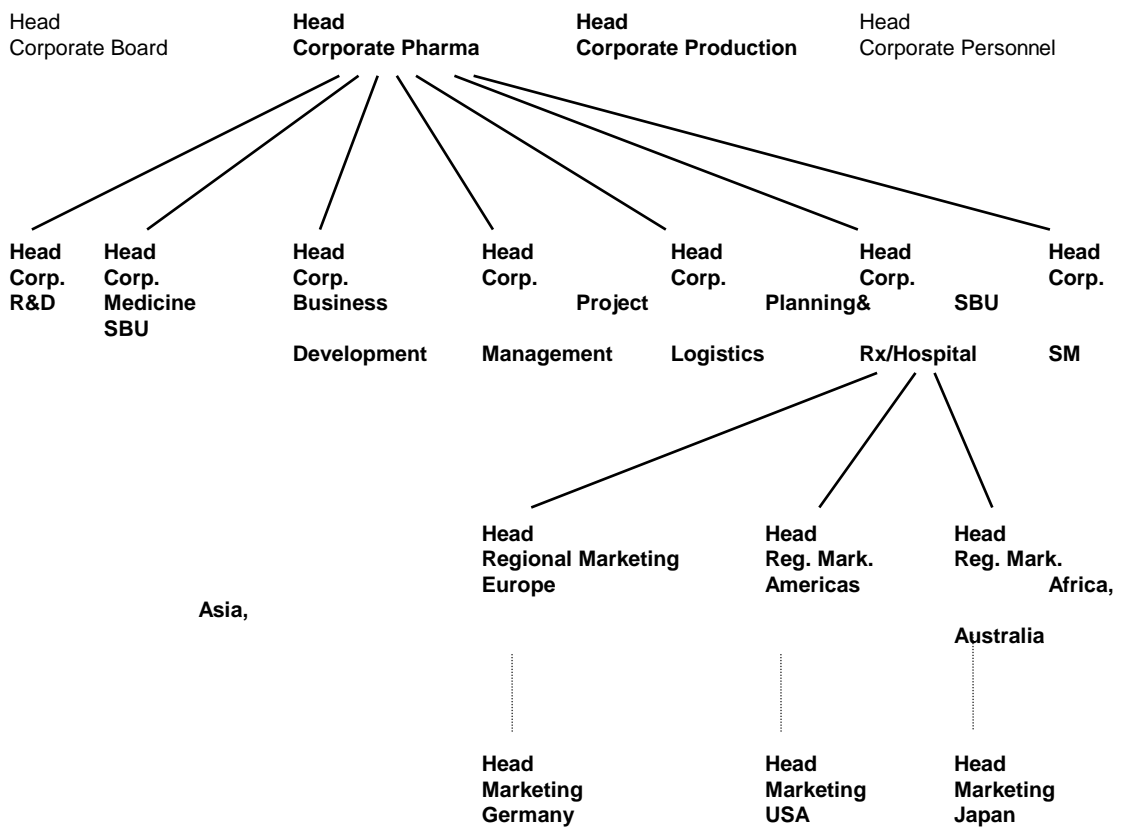 Head Head Head Head
Corporate Board Corporate Pharma Corporate Production Corporate Personnel
Head Head Head Head Head Head Head
Corp. Corp. Corp. Corp. Corp. Corp. Corp.
R&D Medicine Business Project Planning& SBU
SBU
Development Management Logistics Rx/Hospital SM
Head Head Head
Regional Marketing Reg. Mark. Reg. Mark.
Europe Americas Africa,
Asia,
Australia
Head Head Head
Marketing Marketing Marketing
Germany USA Japan